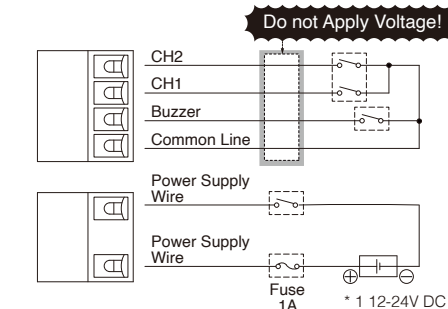 Do not Apply Voltage!
CH2
CH1
Buzzer
Common Line
Power Supply
Wire
Power Supply
Wire
Fuse
1A
* 1 12-24V DC